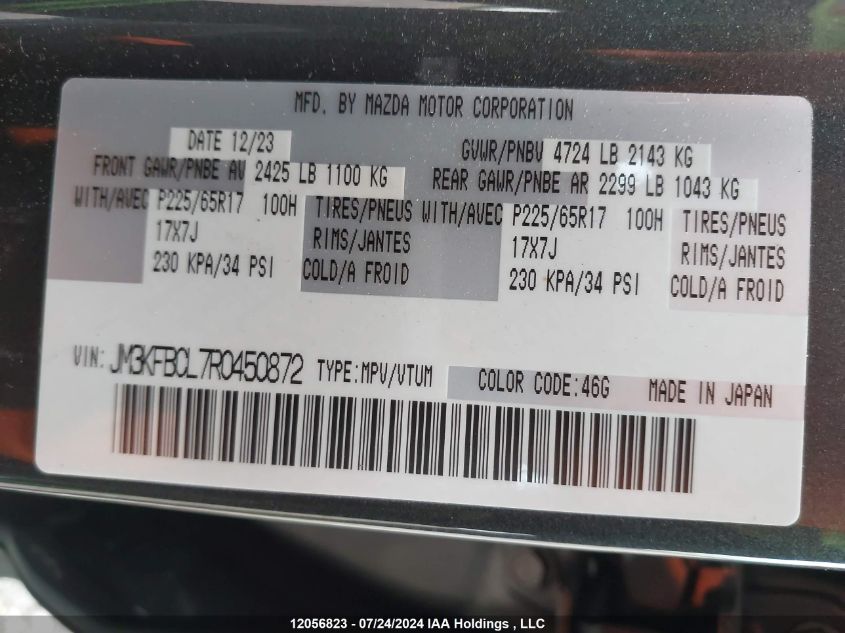 MFD. BY MAZDA MOTOR CORPORATION
DATE 12/23 GVWR/PNBV 4724 LB 2143 KG
FRONT GAWR/PNBE AV 2425 LB 1100 KG REAR GAWR/PNBE AR 2299 LB 1043 KG
WITH/AVEC P225/65R17 100H TIRES/PNEUS WITH/AVEC P225/65R17 100H TIRES/PNEUS
17X7J RIMS/JANTES 17X7J RIMS/JANTES
230 KPA/34 PSI COLD/A FROID 230 KPA/34 PSI COLD/A FROID
VIN: JM3KFBCL7R0450872 TYPE:MPV/VTUM COLOR CODE:46G MADE IN JAPAN
12056823 - 07/24/2024 IAA Holdings , LLC